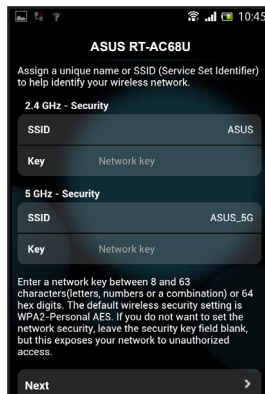 10:45
ASUS RT-AC68U
Assign a unique name or SSID (Service Set Identifier)
to help identify your wireless network.
2.4 GHz - Security
SSID ASUS
Key Network key
5 GHz - Security
SSID ASUS_5G
Key Network key
Enter a network key between 8 and 63
characters(letters, numbers or a combination) or 64
hex digits. The default wireless security setting is
WPA2-Personal AES. If you do not want to set the
network security, leave the security key field blank,
but this exposes your network to unauthorized
access.
Next